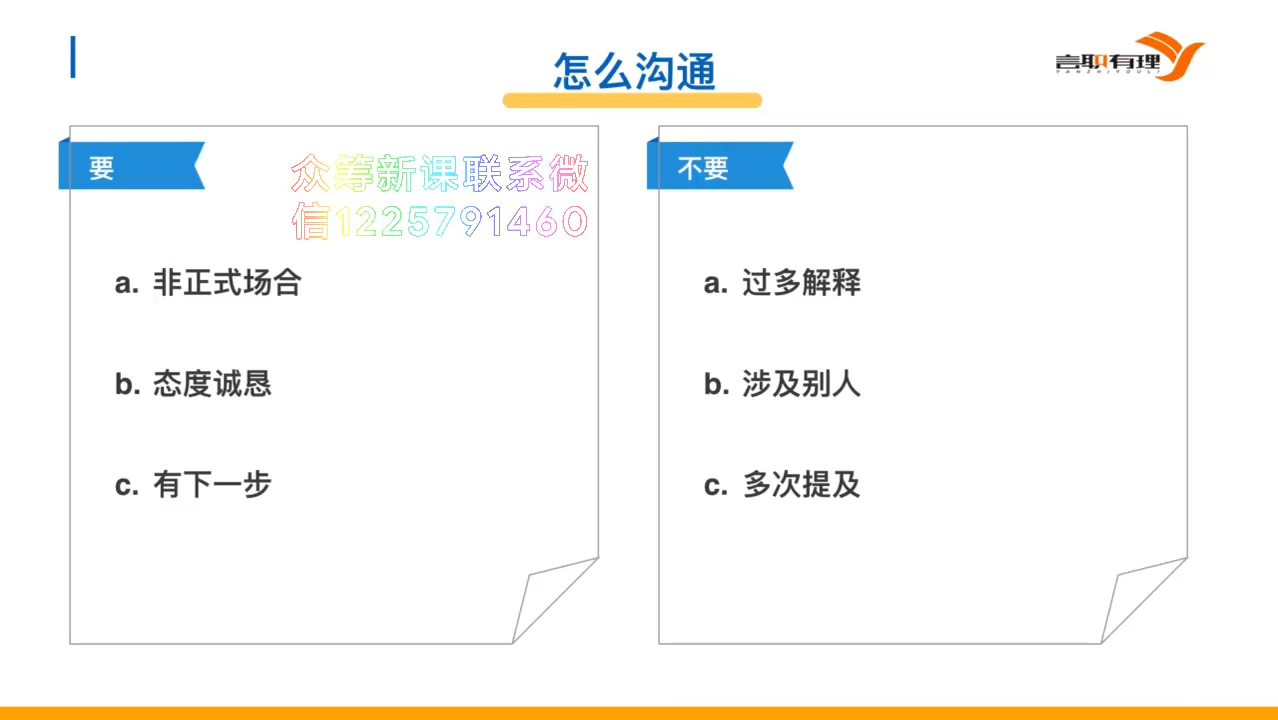 怎么沟通
言职有理
YANZHIYOULI
要
众筹新课联系微
信1225791460
a. 非正式场合
b. 态度诚恳
c. 有下一步
不要
a. 过多解释
b. 涉及别人
c. 多次提及